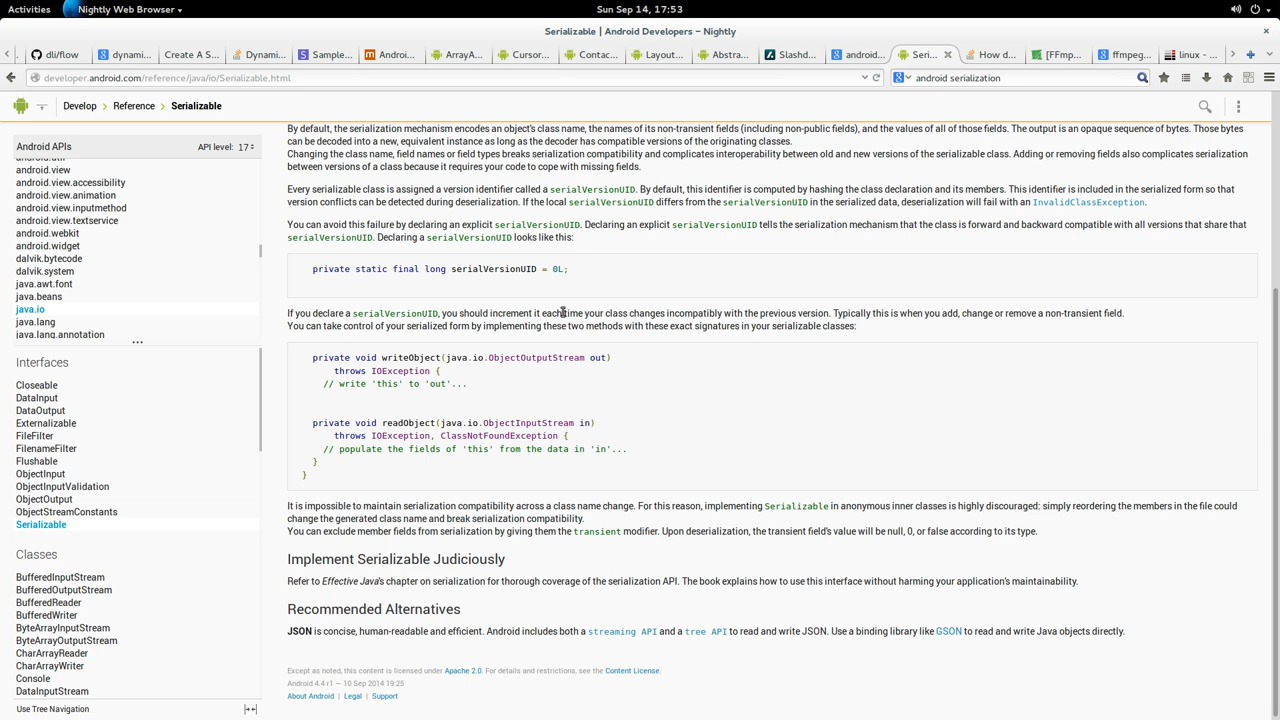 Activities
Nightly Web Browser
Sun Sep 14, 17:53
Serializable | Android Developers – Nightly
dli/flow
dynami...
Create A S...
Dynami...
Sample...
Androi...
ArrayA...
Cursor...
Contac...
Layout...
Abstra...
Slashd...
android...
Seri...
How d...
[FFmp...
ffmpeg...
linux – ...
developer.android.com/reference/java/io/Serializable.html
android serialization
Develop
Reference
Serializable
Android APIs
API level: 17
android.util
android.view
android.view.accessibility
android.view.animation
android.view.inputmethod
android.view.textservice
android.webkit
android.widget
dalvik.bytecode
dalvik.system
java.awt.font
java.beans
java.io
java.lang
java.lang.annotation
Interfaces
Closeable
DataInput
DataOutput
Externalizable
FileFilter
FilenameFilter
Flushable
ObjectInput
ObjectInputValidation
ObjectOutput
ObjectStreamConstants
Serializable
Classes
BufferedInputStream
BufferedOutputStream
BufferedReader
BufferedWriter
ByteArrayInputStream
ByteArrayOutputStream
CharArrayReader
CharArrayWriter
Console
DataInputStream
Use Tree Navigation
By default, the serialization mechanism encodes an object's class name, the names of its non-transient fields (including non-public fields), and the values of all of those fields. The output is an opaque sequence of bytes. Those bytes
can be decoded into a new, equivalent instance as long as the decoder has compatible versions of the originating classes.
Changing the class name, field names or field types breaks serialization compatibility and complicates interoperability between old and new versions of the serializable class. Adding or removing fields also complicates serialization
between versions of a class because it requires your code to cope with missing fields.
Every serializable class is assigned a version identifier called a serialVersionUID. By default, this identifier is computed by hashing the class declaration and its members. This identifier is included in the serialized form so that
version conflicts can be detected during deserialization. If the local serialVersionUID differs from the serialVersionUID in the serialized data, deserialization will fail with an InvalidClassException.
You can avoid this failure by declaring an explicit serialVersionUID. Declaring an explicit serialVersionUID tells the serialization mechanism that the class is forward and backward compatible with all versions that share that
serialVersionUID. Declaring a serialVersionUID looks like this:
private static final long serialVersionUID = 0L;
If you declare a serialVersionUID, you should increment it each time your class changes incompatibly with the previous version. Typically this is when you add, change or remove a non-transient field.
You can take control of your serialized form by implementing these two methods with these exact signatures in your serializable classes:
private void writeObject(java.io.ObjectOutputStream out)
throws IOException {
// write 'this' to 'out'...
private void readObject(java.io.ObjectInputStream in)
throws IOException, ClassNotFoundException {
// populate the fields of 'this' from the data in 'in'...
}
}
It is impossible to maintain serialization compatibility across a class name change. For this reason, implementing Serializable in anonymous inner classes is highly discouraged: simply reordering the members in the file could
change the generated class name and break serialization compatibility.
You can exclude member fields from serialization by giving them the transient modifier. Upon deserialization, the transient field's value will be null, 0, or false according to its type.
Implement Serializable Judiciously
Refer to Effective Java's chapter on serialization for thorough coverage of the serialization API. The book explains how to use this interface without harming your application's maintainability.
Recommended Alternatives
JSON is concise, human-readable and efficient. Android includes both a streaming API and a tree API to read and write JSON. Use a binding library like GSON to read and write Java objects directly.
Except as noted, this content is licensed under Apache 2.0. For details and restrictions, see the Content License.
Android 4.4 r1 — 10 Sep 2014 19:25
About Android | Legal | Support